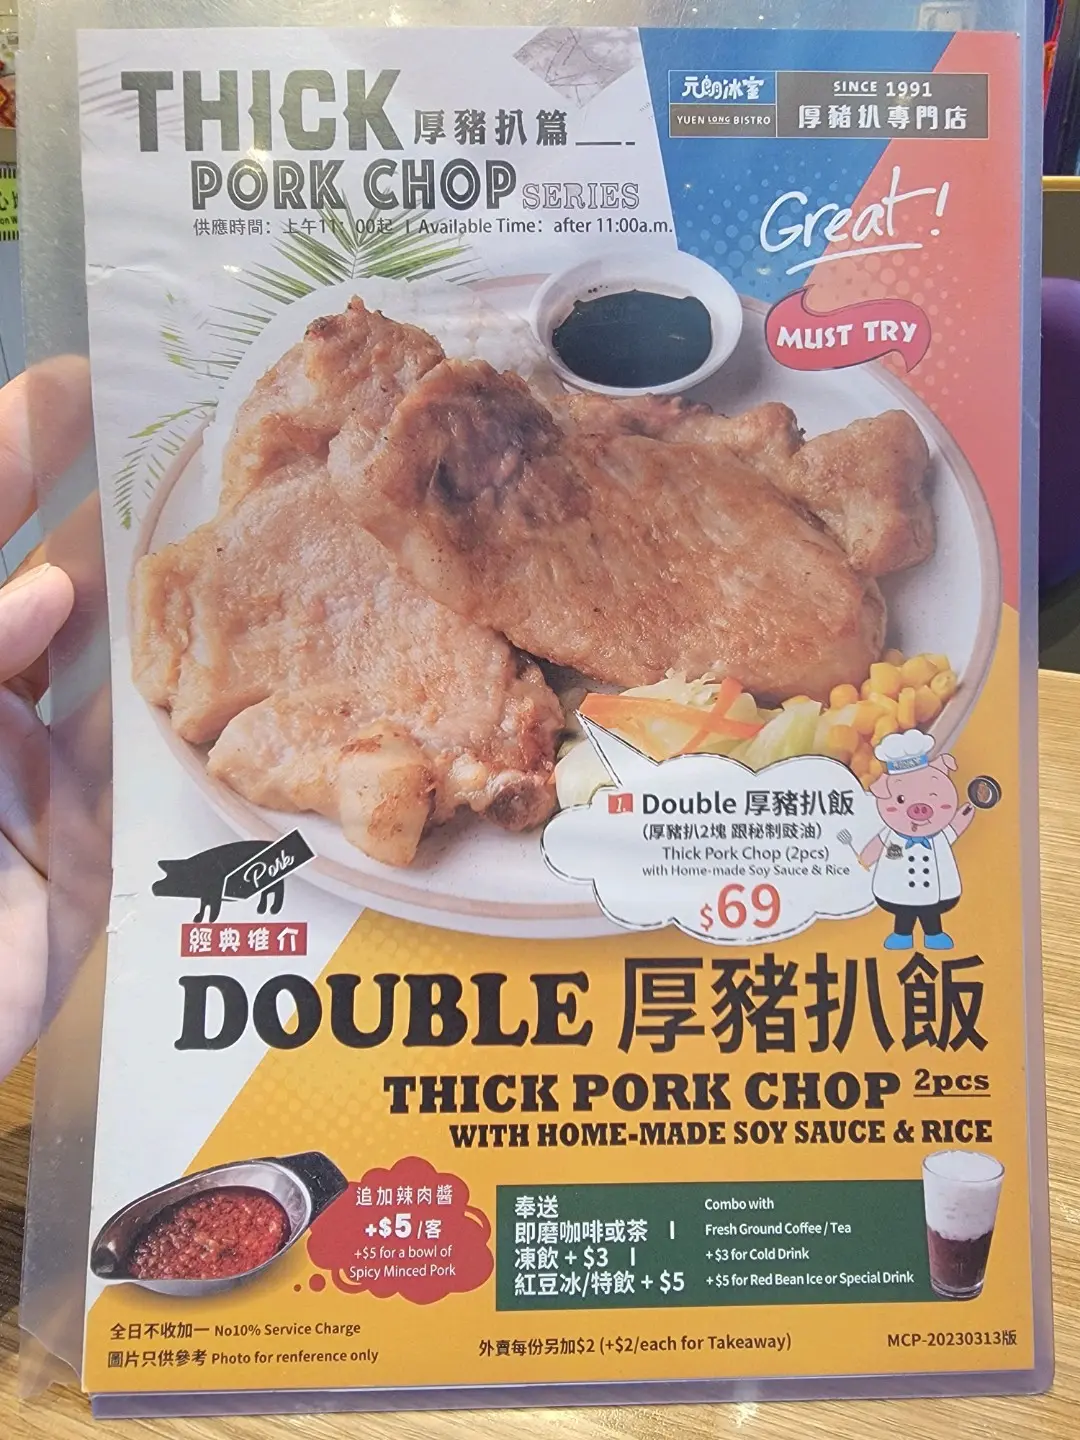 THICK 厚豬扒篇
PORK CHOP SERIES
供應時間：上午11：00起 | Available Time：after 11:00a.m.
元朗冰室
YUEN LONG BISTRO
SINCE 1991
厚豬扒專門店
Great!
MUST TRY
1. Double 厚豬扒飯
(厚豬扒2塊 跟秘制豉油)
Thick Pork Chop (2pcs)
with Home-made Soy Sauce & Rice
$69
Pork
經典推介
DOUBLE 厚豬扒飯
THICK PORK CHOP 2pcs
WITH HOME-MADE SOY SAUCE & RICE
追加辣肉醬
+$5/客
+$5 for a bowl of
Spicy Minced Pork
奉送
即磨咖啡或茶 |
凍飲 + $3 |
紅豆冰/特飲 + $5
Combo with
Fresh Ground Coffee / Tea
+ $3 for Cold Drink
+ $5 for Red Bean Ice or Special Drink
全日不收加一 No10% Service Charge
圖片只供參考 Photo for renference only
外賣每份另加$2 (+$2/each for Takeaway)
MCP-20230313版